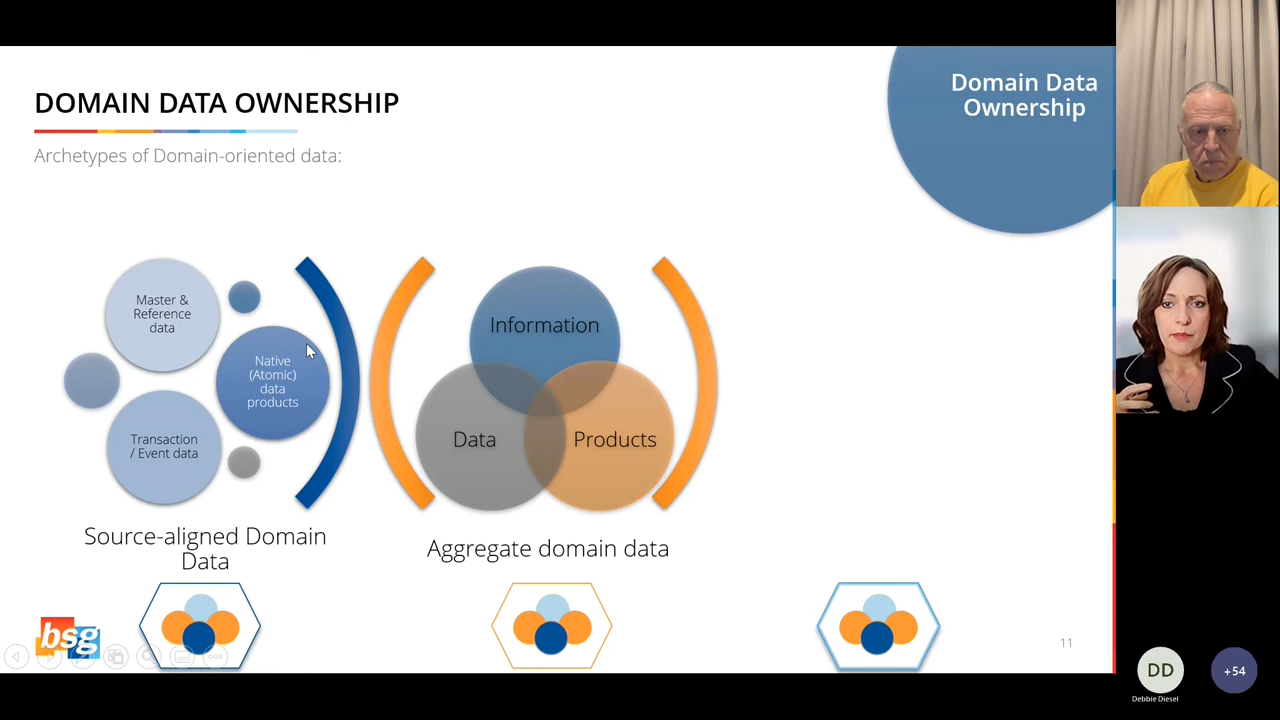 DOMAIN DATA OWNERSHIP
Archetypes of Domain-oriented data:
Domain Data
Ownership
Master &
Reference
data
Native
(Atomic)
data
products
Transaction
/ Event data
Information
Data
Products
Source-aligned Domain
Data
Aggregate domain data
bsg
11
DD
Debbie Diesel
+54